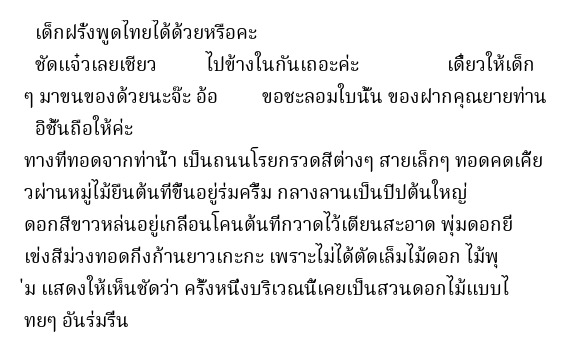 เด็กฝรั่งพูดไทยได้ด้วยหรือคะ
ชัดแจ๋วเลยเชียว ไปข้างในกันเถอะค่ะ เดี๋ยวให้เด็ก
ๆ มาขนของด้วยนะจ๊ะ อ้อ ขอชะลอมใบนั้น ของฝากคุณยายท่าน
อิชั้นถือให้ค่ะ
ทางที่ทอดจากท่าน้ำ เป็นถนนโรยกรวดสีต่างๆ สายเล็กๆ ทอดคดเคี้ย
วผ่านหมู่ไม้ยืนต้นที่ขึ้นอยู่ร่มครึ้ม กลางลานเป็นปีปต้นใหญ่
ดอกสีขาวหล่นอยู่เกลื่อนโคนต้นที่กวาดไว้เตียนสะอาด พุ่มดอกยี่
เข่งสีม่วงทอดกิ่งก้านยาวเกะกะ เพราะไม่ได้ตัดเล็มไม้ดอก ไม้พุ
่ม แสดงให้เห็นชัดว่า ครั้งหนึ่งบริเวณนี้เคยเป็นสวนดอกไม้แบบไ
ทยๆ อันร่มรื่น